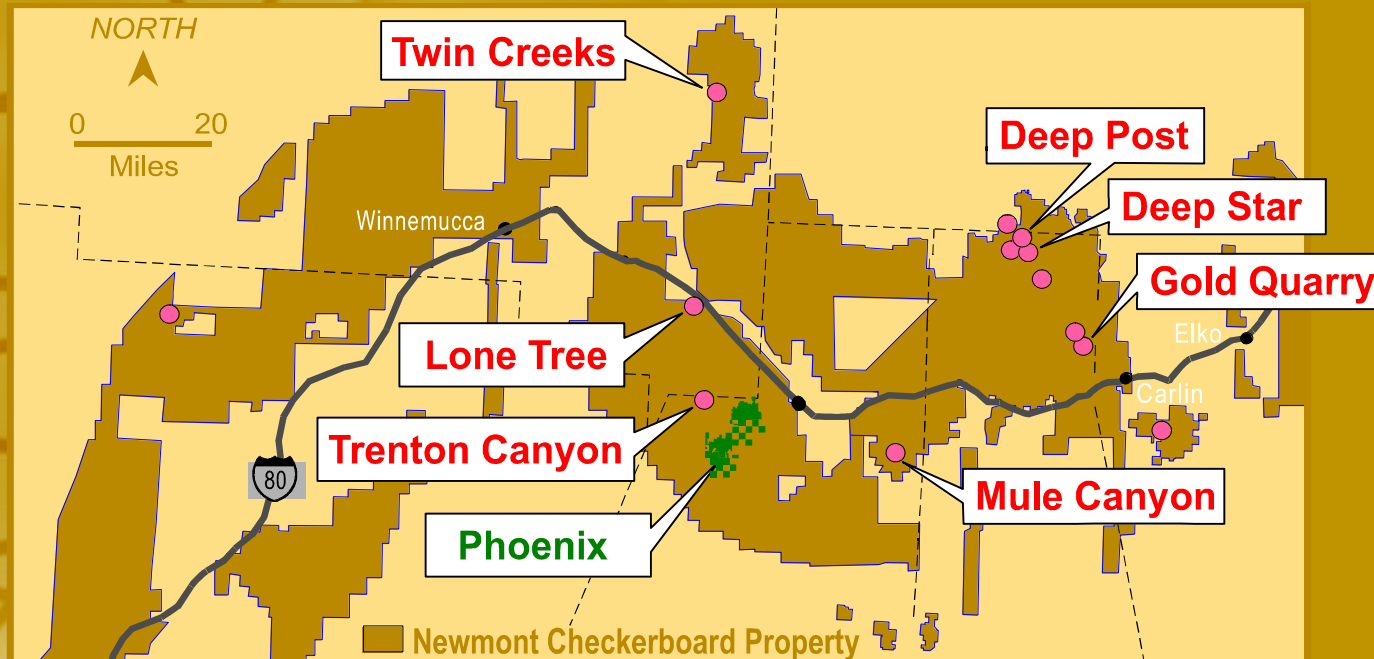 NORTH
0 20
Miles
Twin Creeks
Deep Post
Deep Star
Winnemucca
Gold Quarry
Elko
Lone Tree
Carlin
Trenton Canyon
80
Mule Canyon
Phoenix
Newmont Checkerboard Property